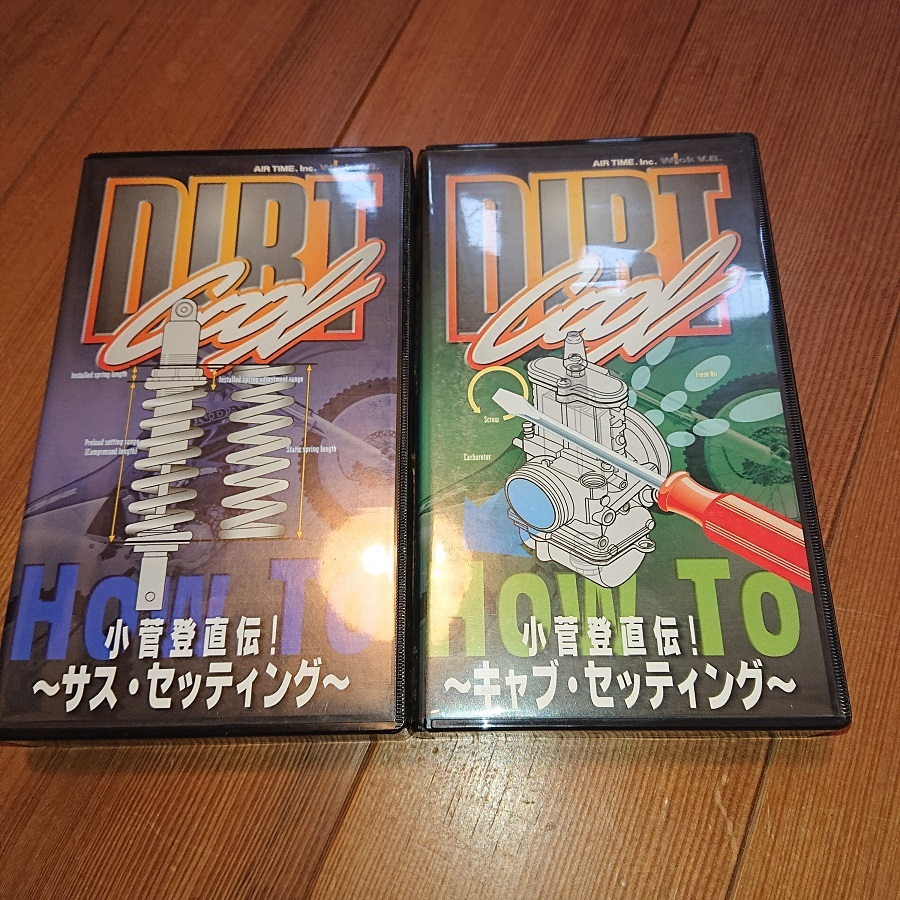 AIR TIME, Inc. Wick V.B.
DIRT
Cool
Installed spring length
Installed spring adjustment range
Preload setting range
(Compressed length)
Static spring length
How To
小菅登直伝!
〜サス・セッティング〜
AIR TIME, Inc. Wick V.B.
DIRT
Cool
Fresh Air
Screw
Carburetor
How To
小菅登直伝!
〜キャブ・セッティング〜